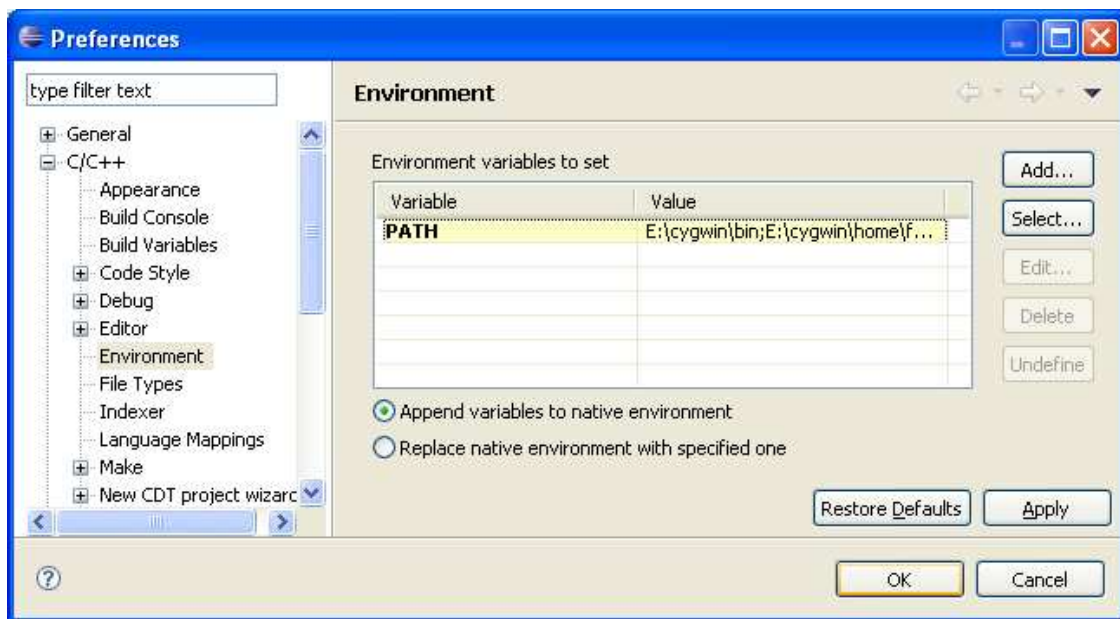 Preferences
type filter text
General
C/C++
Appearance
Build Console
Build Variables
Code Style
Debug
Editor
Environment
File Types
Indexer
Language Mappings
Make
New CDT project wizarc
Environment
Environment variables to set
Variable Value
PATH E:\cygwin\bin;E:\cygwin\home\f...
Add...
Select...
Edit...
Delete
Undefine
Append variables to native environment
Replace native environment with specified one
Restore Defaults Apply
? OK Cancel